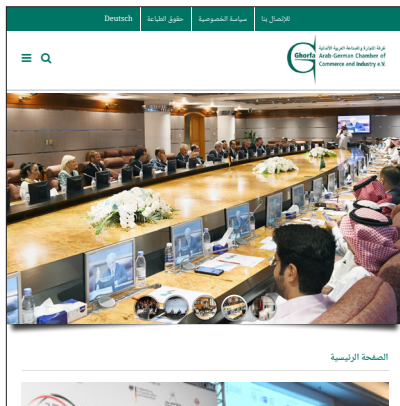 للإتصال بنا
سياسة الخصوصية
حقوق الطباعة
Deutsch
غرفة التجارة والصناعة العربية الألمانية
Ghorfa Arab-German Chamber of
Commerce and Industry e.V.
الصفحة الرئيسية